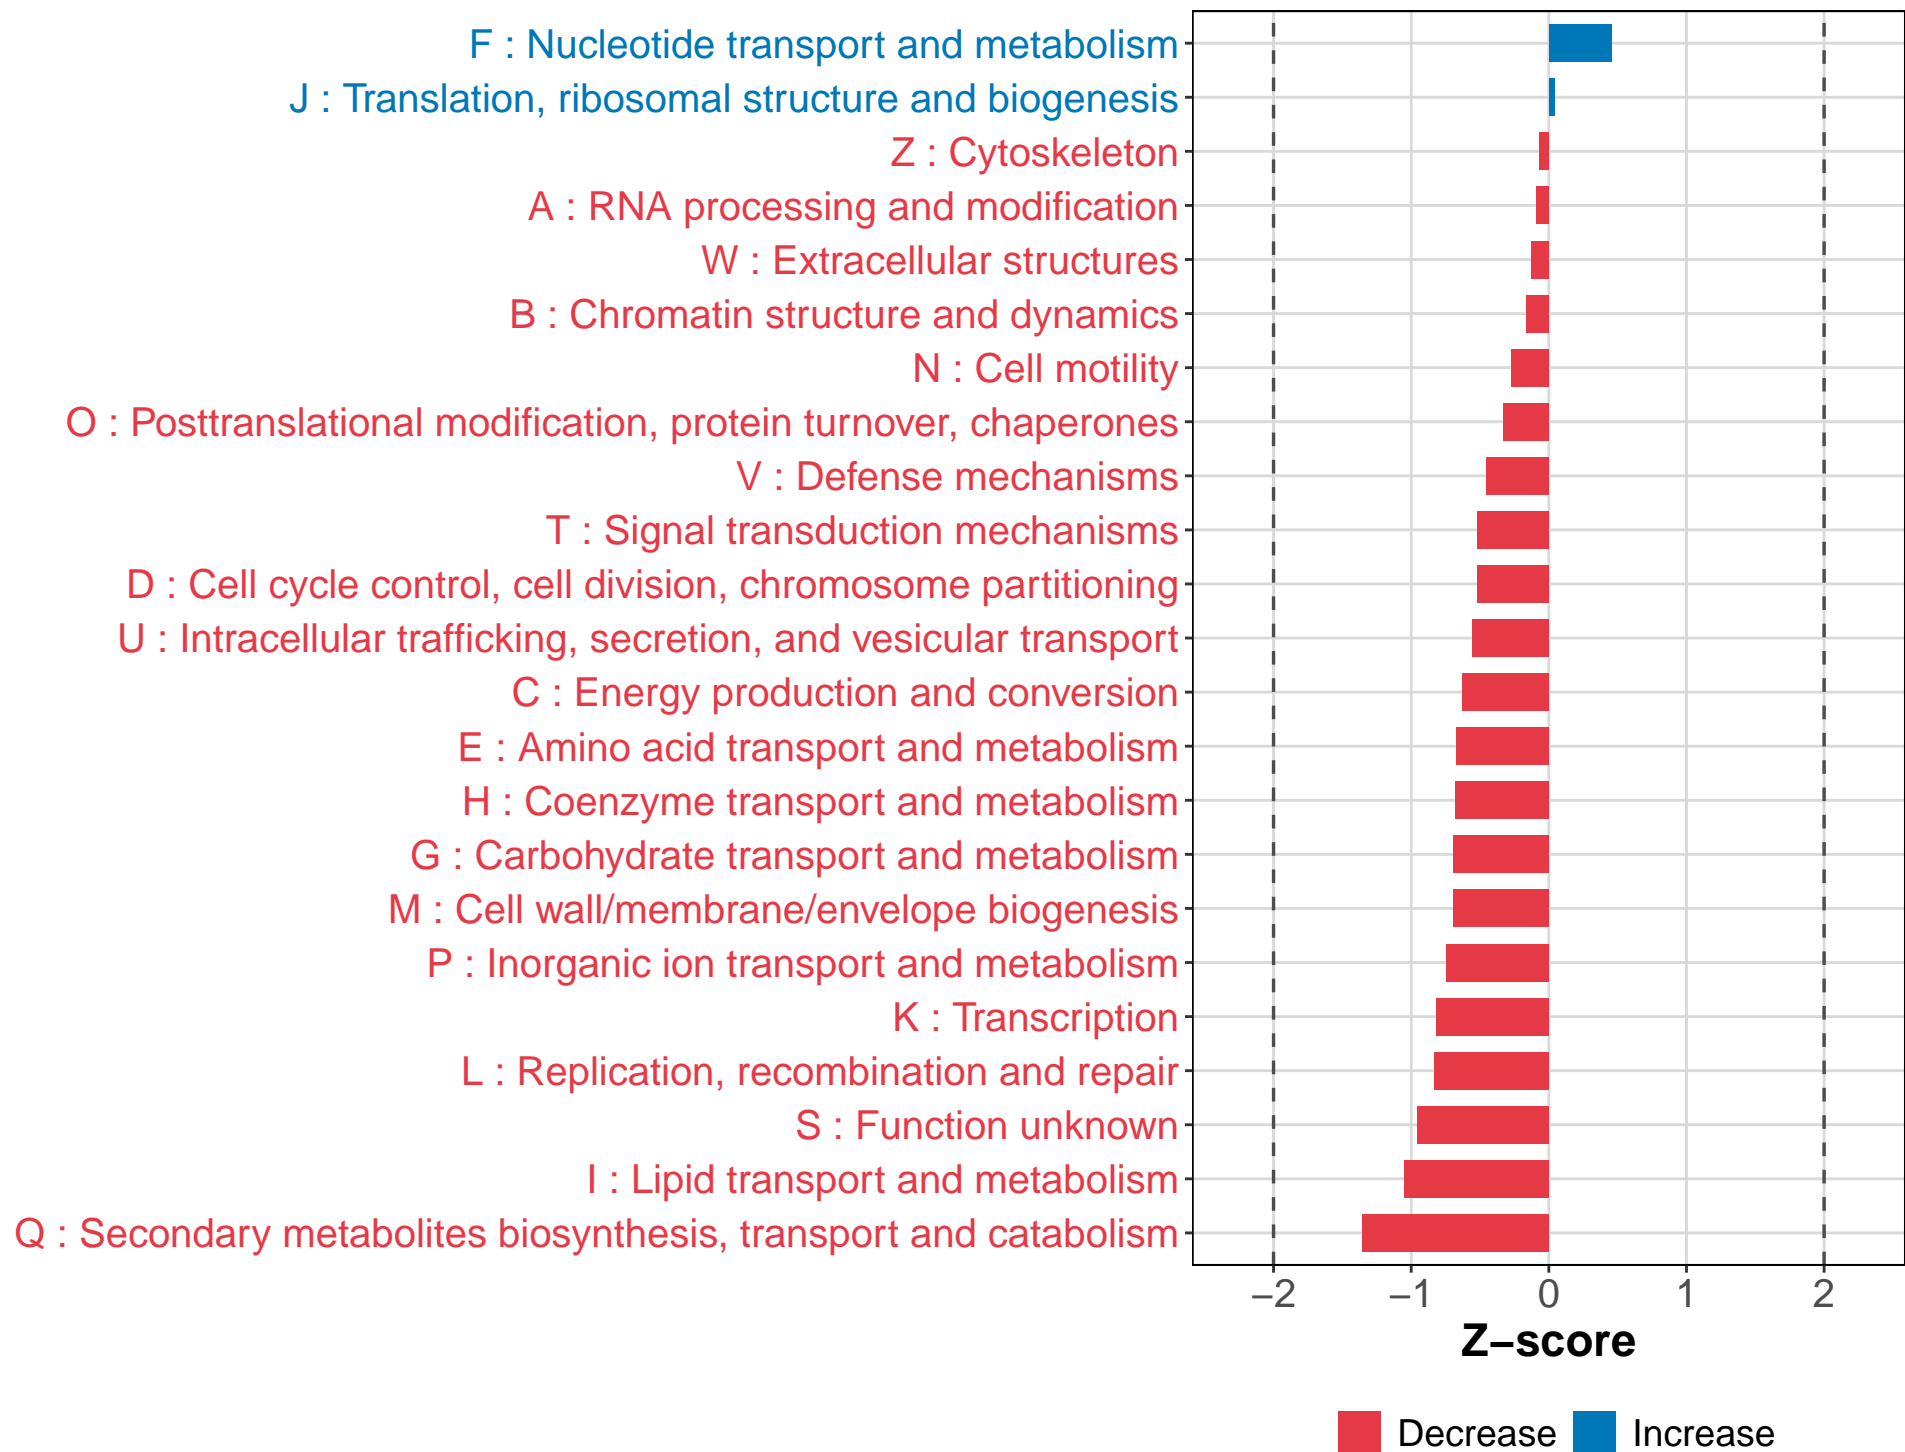 F : Nucleotide transport and metabolism
J : Translation, ribosomal structure and biogenesis
Z : Cytoskeleton
A : RNA processing and modification
W : Extracellular structures
B : Chromatin structure and dynamics
N : Cell motility
O : Posttranslational modification, protein turnover, chaperones
V : Defense mechanisms
T : Signal transduction mechanisms
D : Cell cycle control, cell division, chromosome partitioning
U : Intracellular trafficking, secretion, and vesicular transport
C : Energy production and conversion
E : Amino acid transport and metabolism
H : Coenzyme transport and metabolism
G : Carbohydrate transport and metabolism
M : Cell wall/membrane/envelope biogenesis
P : Inorganic ion transport and metabolism
K : Transcription
L : Replication, recombination and repair
S : Function unknown
I : Lipid transport and metabolism
Q : Secondary metabolites biosynthesis, transport and catabolism
−2 −1 0 1 2
Z−score
Decrease Increase